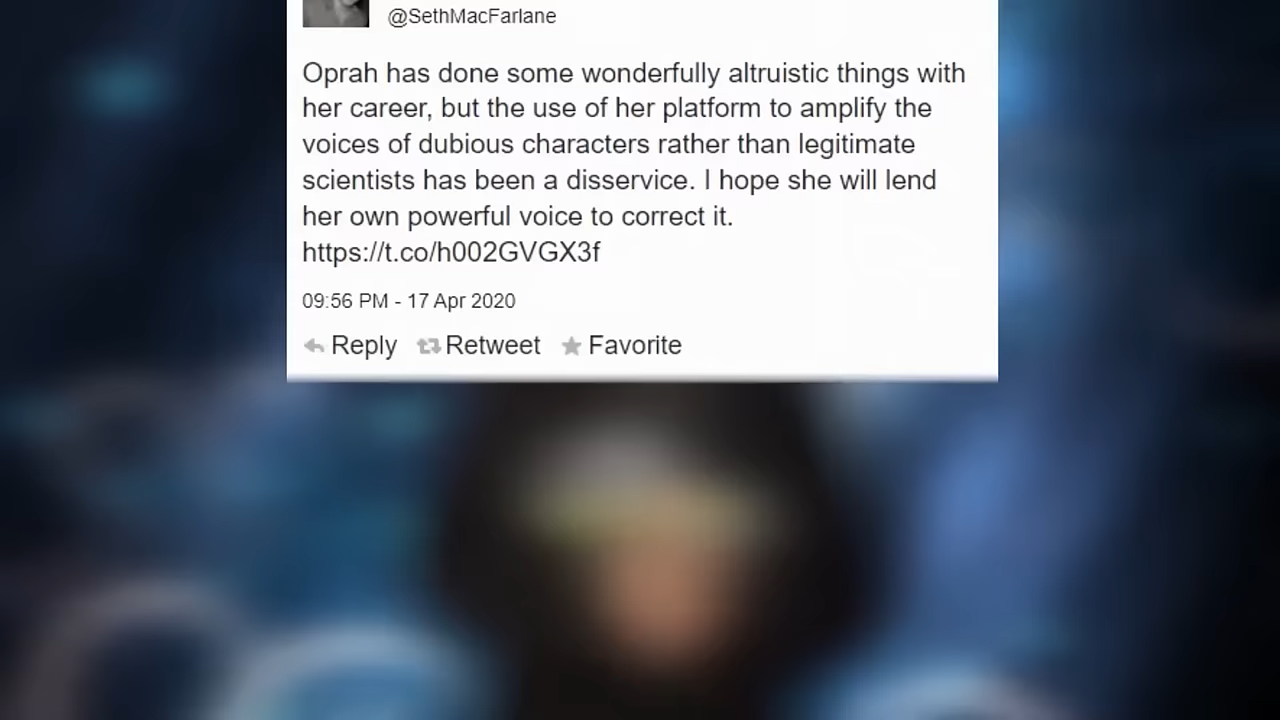 @SethMacFarlane
Oprah has done some wonderfully altruistic things with
her career, but the use of her platform to amplify the
voices of dubious characters rather than legitimate
scientists has been a disservice. I hope she will lend
her own powerful voice to correct it.
https://t.co/h002GVGX3f
09:56 PM - 17 Apr 2020
Reply Retweet Favorite